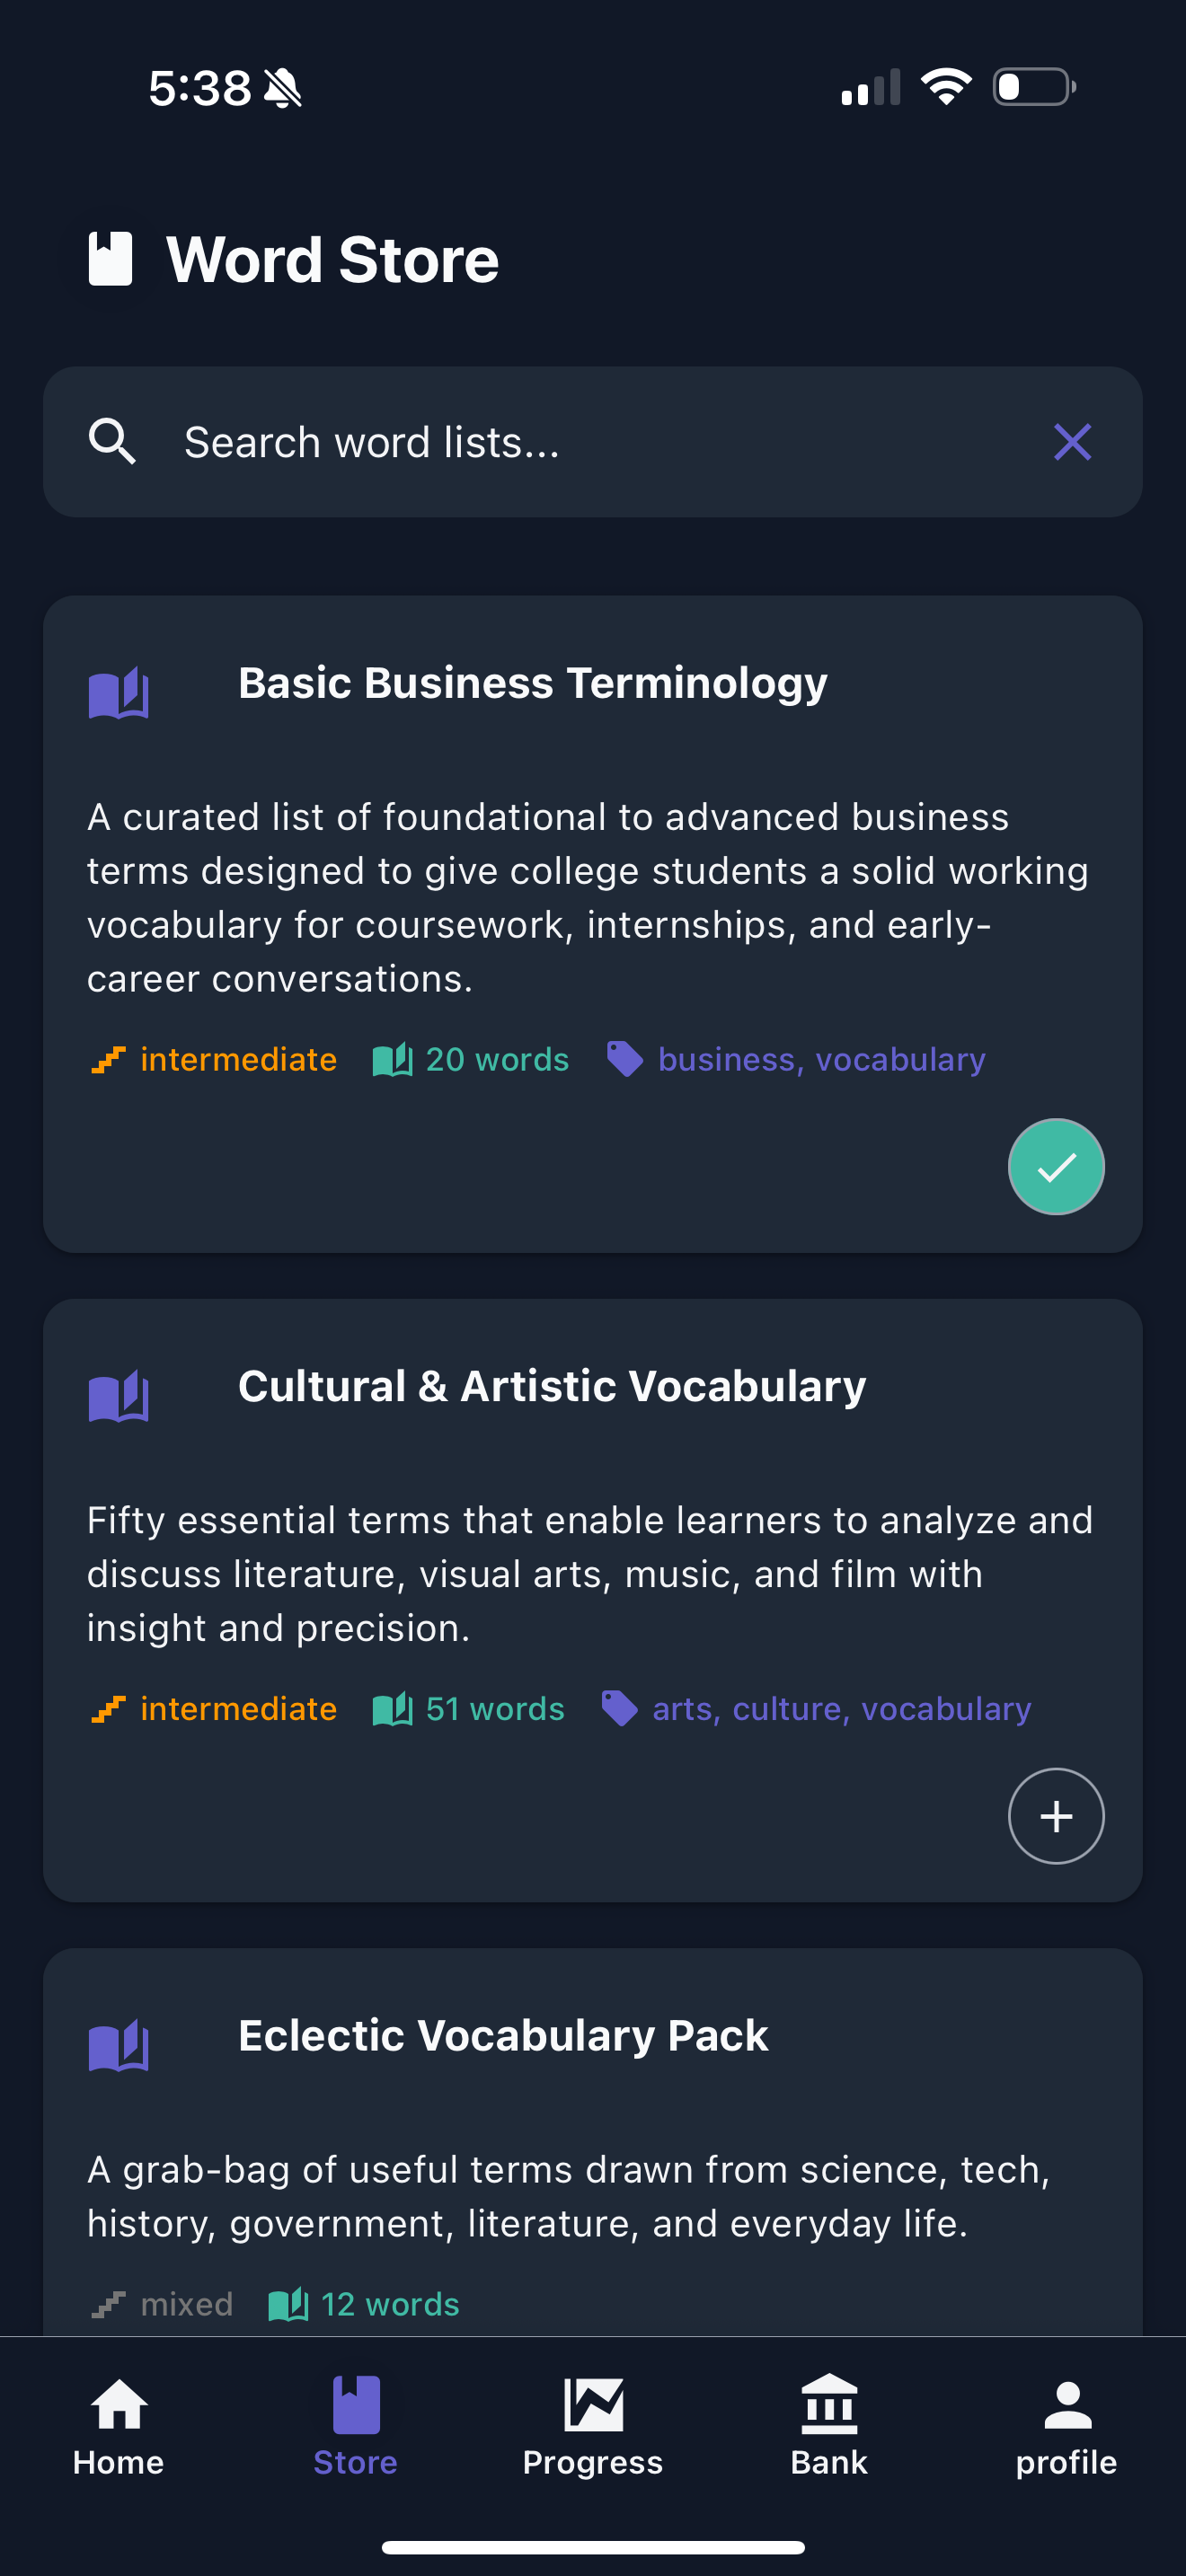 5:38
Word Store
Search word lists...
Basic Business Terminology
A curated list of foundational to advanced business
terms designed to give college students a solid working
vocabulary for coursework, internships, and early-
career conversations.
intermediate 20 words business, vocabulary
Cultural & Artistic Vocabulary
Fifty essential terms that enable learners to analyze and
discuss literature, visual arts, music, and film with
insight and precision.
intermediate 51 words arts, culture, vocabulary
Eclectic Vocabulary Pack
A grab-bag of useful terms drawn from science, tech,
history, government, literature, and everyday life.
mixed 12 words
Home Store Progress Bank profile